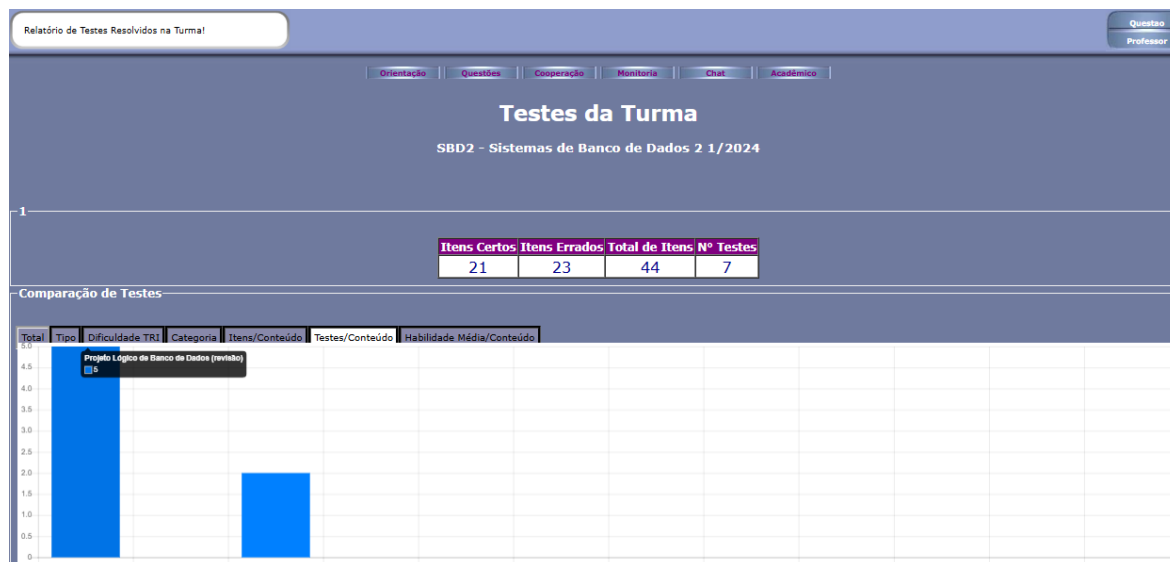 Relatório de Testes Resolvidos na Turma!
Questao
Professor
Orientação Questões Cooperação Monitoria Chat Acadêmico
Testes da Turma
SBD2 - Sistemas de Banco de Dados 2 1/2024
1
Itens Certos Itens Errados Total de Itens Nº Testes
21 23 44 7
Comparação de Testes
Total Tipo Dificuldade TRI Categoria Itens/Conteúdo Testes/Conteúdo Habilidade Média/Conteúdo
5.0
Projeto Lógico de Banco de Dados (revisão)
5
4.5
4.0
3.5
3.0
2.5
2.0
1.5
1.0
0.5
0